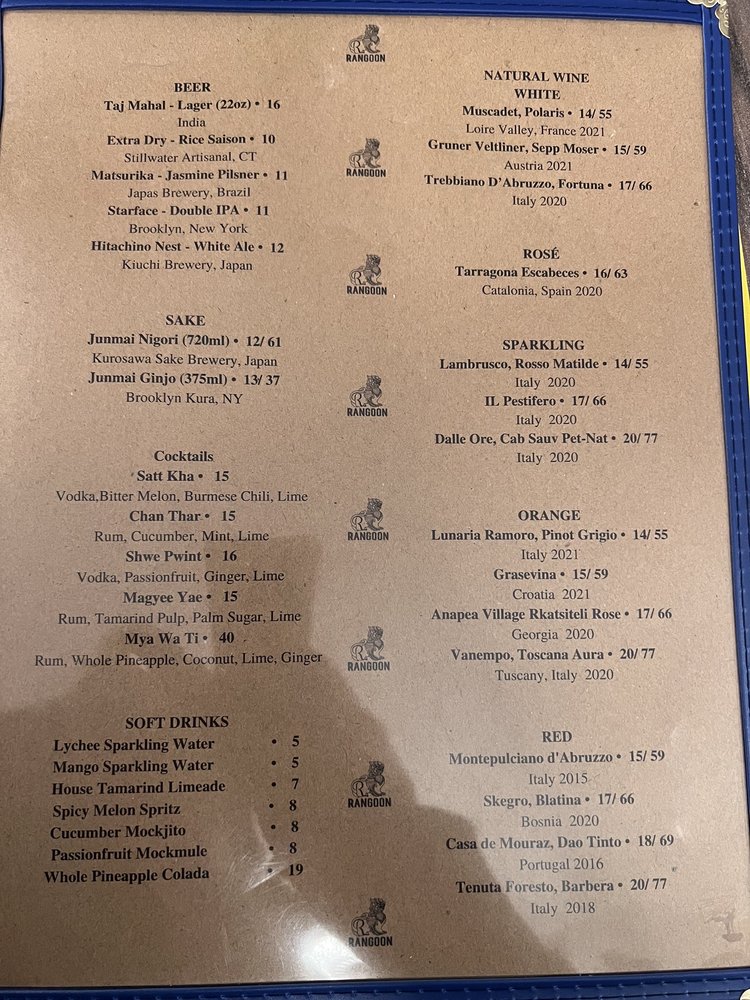 RANGOON
BEER
Taj Mahal - Lager (22oz) • 16
India
Extra Dry - Rice Saison • 10
Stillwater Artisanal, CT
Matsurika - Jasmine Pilsner • 11
Japas Brewery, Brazil
Starface - Double IPA • 11
Brooklyn, New York
Hitachino Nest - White Ale • 12
Kiuchi Brewery, Japan
SAKE
Junmai Nigori (720ml) • 12/ 61
Kurosawa Sake Brewery, Japan
Junmai Ginjo (375ml) • 13/ 37
Brooklyn Kura, NY
Cocktails
Satt Kha • 15
Vodka,Bitter Melon, Burmese Chili, Lime
Chan Thar • 15
Rum, Cucumber, Mint, Lime
Shwe Pwint • 16
Vodka, Passionfruit, Ginger, Lime
Magyee Yae • 15
Rum, Tamarind Pulp, Palm Sugar, Lime
Mya Wa Ti • 40
Rum, Whole Pineapple, Coconut, Lime, Ginger
SOFT DRINKS
Lychee Sparkling Water • 5
Mango Sparkling Water • 5
House Tamarind Limeade • 7
Spicy Melon Spritz • 8
Cucumber Mockjito • 8
Passionfruit Mockmule • 8
Whole Pineapple Colada • 19
RANGOON
RANGOON
RANGOON
RANGOON
RANGOON
RANGOON
RANGOON
NATURAL WINE
WHITE
Muscadet, Polaris • 14/ 55
Loire Valley, France 2021
Gruner Veltliner, Sepp Moser • 15/ 59
Austria 2021
Trebbiano D'Abruzzo, Fortuna • 17/ 66
Italy 2020
ROSÉ
Tarragona Escabeces • 16/ 63
Catalonia, Spain 2020
SPARKLING
Lambrusco, Rosso Matilde • 14/ 55
Italy 2020
IL Pestifero • 17/ 66
Italy 2020
Dalle Ore, Cab Sauv Pet-Nat • 20/ 77
Italy 2020
ORANGE
Lunaria Ramoro, Pinot Grigio • 14/ 55
Italy 2021
Grasevina • 15/ 59
Croatia 2021
Anapea Village Rkatsiteli Rose • 17/ 66
Georgia 2020
Vanempo, Toscana Aura • 20/ 77
Tuscany, Italy 2020
RED
Montepulciano d'Abruzzo • 15/ 59
Italy 2015
Skegro, Blatina • 17/ 66
Bosnia 2020
Casa de Mouraz, Dao Tinto • 18/ 69
Portugal 2016
Tenuta Foresto, Barbera • 20/ 77
Italy 2018